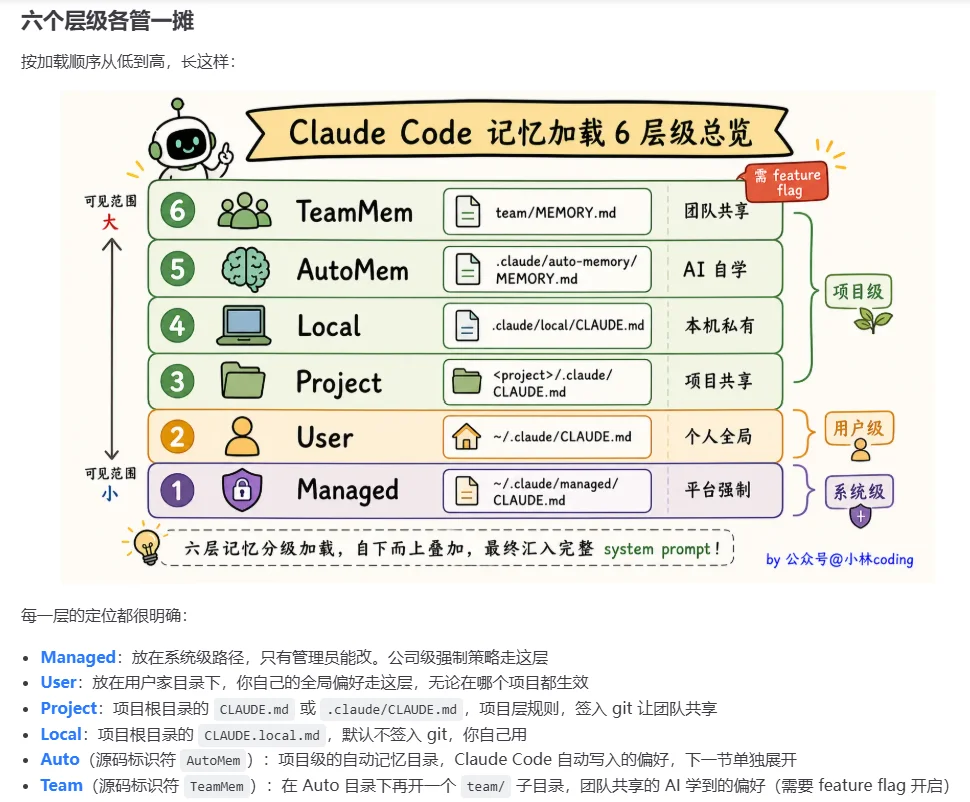 六个层级各管一摊
按加载顺序从低到高，长这样：
Claude Code 记忆加载 6 层级总览
需 feature
flag
可见范围
大
6 TeamMem team/MEMORY.md 团队共享
5 AutoMem .claude/auto-memory/
MEMORY.md AI 自学
4 Local .claude/local/CLAUDE.md 本机私有
3 Project <project>/.claude/
CLAUDE.md 项目共享
项目级
2 User ~/.claude/CLAUDE.md 个人全局
用户级
可见范围
小
1 Managed ~/.claude/managed/
CLAUDE.md 平台强制
系统级
六层记忆分级加载，自下而上叠加，最终汇入完整 system prompt！
by 公众号@小林coding
每一层的定位都很明确：
• Managed：放在系统级路径，只有管理员能改。公司级强制策略走这层
• User：放在用户家目录下，你自己的全局偏好走这层，无论在哪个项目都生效
• Project：项目根目录的 CLAUDE.md 或 .claude/CLAUDE.md，项目层规则，签入 git 让团队共享
• Local：项目根目录的 CLAUDE.local.md，默认不签入 git，你自己用
• Auto（源码标识符 AutoMem）：项目级的自动记忆目录，Claude Code 自动写入的偏好，下一节单独展开
• Team（源码标识符 TeamMem）：在 Auto 目录下再开一个 team/ 子目录，团队共享的 AI 学到的偏好（需要 feature flag 开启）